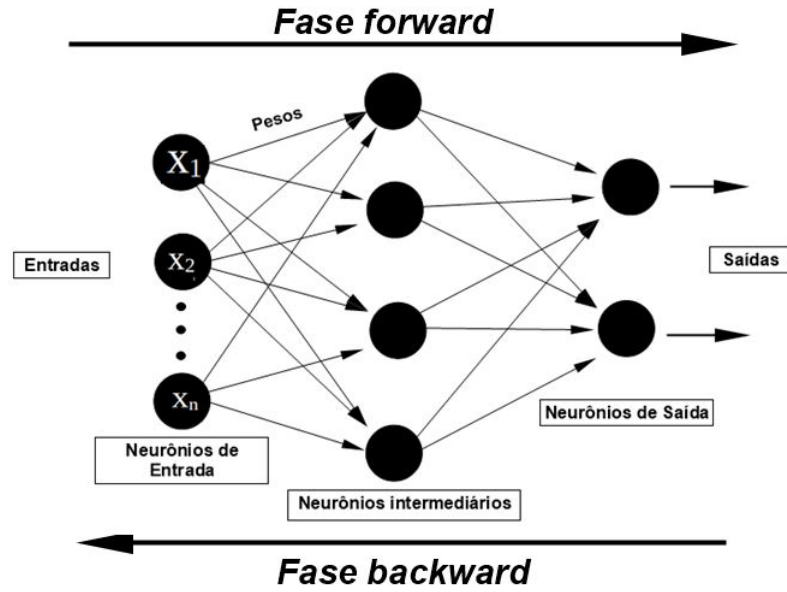 Fase forward
Pesos
X1
Entradas
X2
Saídas
Xn
Neurônios de Saída
Neurônios de
Entrada
Neurônios intermediários
Fase backward